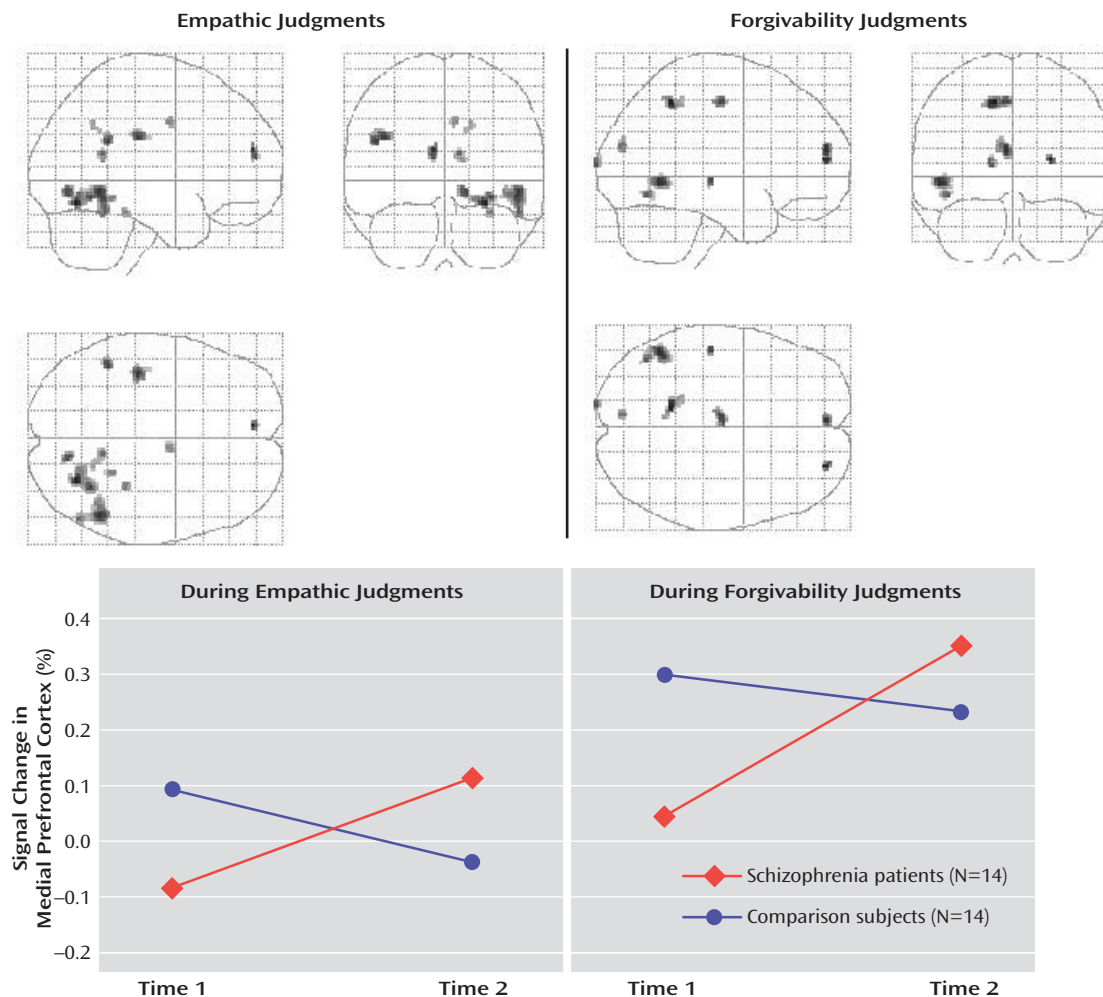 Empathic Judgments
Forgivability Judgments
During Empathic Judgments
During Forgivability Judgments
Signal Change in
Medial Prefrontal Cortex (%)
0.4
0.3
0.2
0.1
0.0
–0.1
–0.2
Schizophrenia patients (N=14)
Comparison subjects (N=14)
Time 1
Time 2
Time 1
Time 2